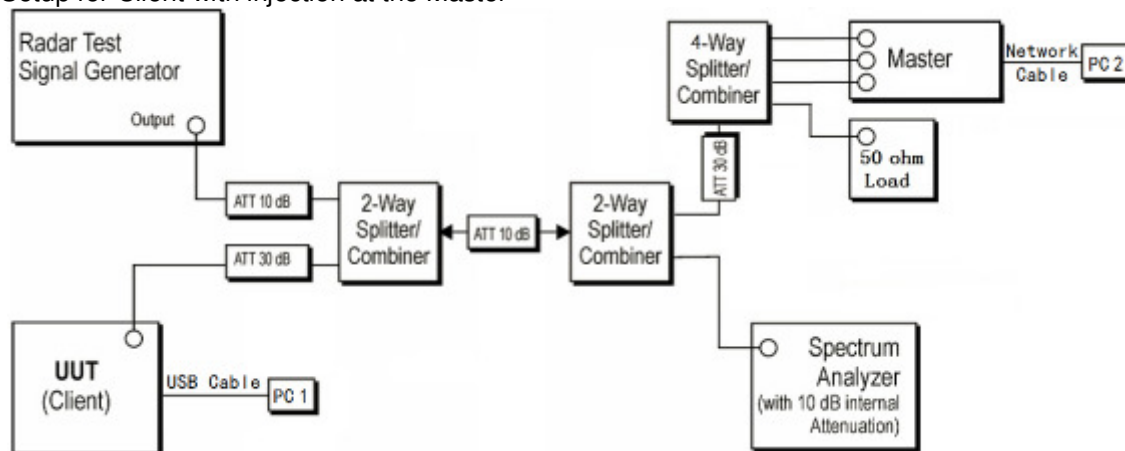 Setup for Client with injection at the Master
Radar Test
Signal Generator
Output
ATT 10 dB
ATT 30 dB
2-Way
Splitter/
Combiner
ATT 10 dB
2-Way
Splitter/
Combiner
ATT 30 dB
4-Way
Splitter/
Combiner
Master
Network
Cable
PC 2
50 ohm
Load
UUT
(Client)
USB Cable
PC 1
Spectrum
Analyzer
(with 10 dB internal
Attenuation)